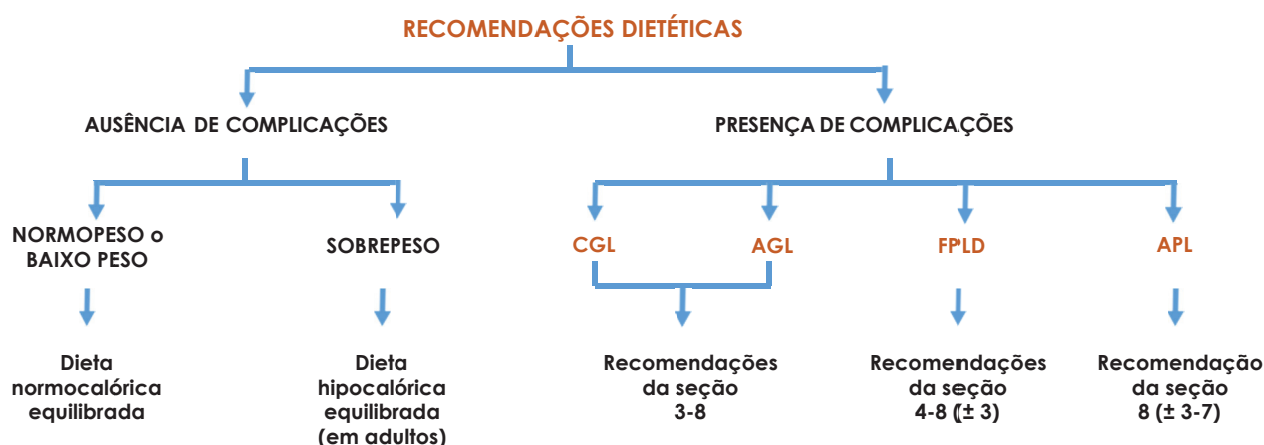 RECOMENDAÇÕES DIETÉTICAS
AUSÊNCIA DE COMPLICAÇÕES
PRESENÇA DE COMPLICAÇÕES
NORMOPESO o
BAIXO PESO
SOBREPESO
CGL
AGL
FPLD
APL
Dieta
normocalórica
equilibrada
Dieta
hipocalórica
equilibrada
(em adultos)
Recomendações
da seção
3-8
Recomendações
da seção
4-8 (± 3)
Recomendação
da seção
8 (± 3-7)